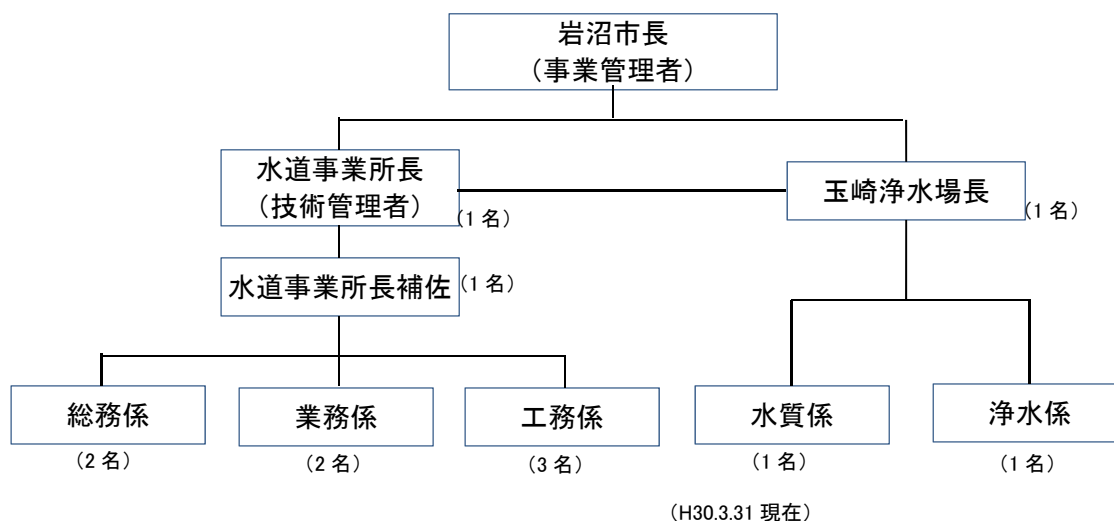 岩沼市長
（事業管理者）
水道事業所長
（技術管理者）
（1 名）
玉崎浄水場長
（1 名）
水道事業所長補佐
（1 名）
総務係
業務係
工務係
水質係
浄水係
（2 名）
（2 名）
（3 名）
（1 名）
（1 名）
（H30.3.31 現在）